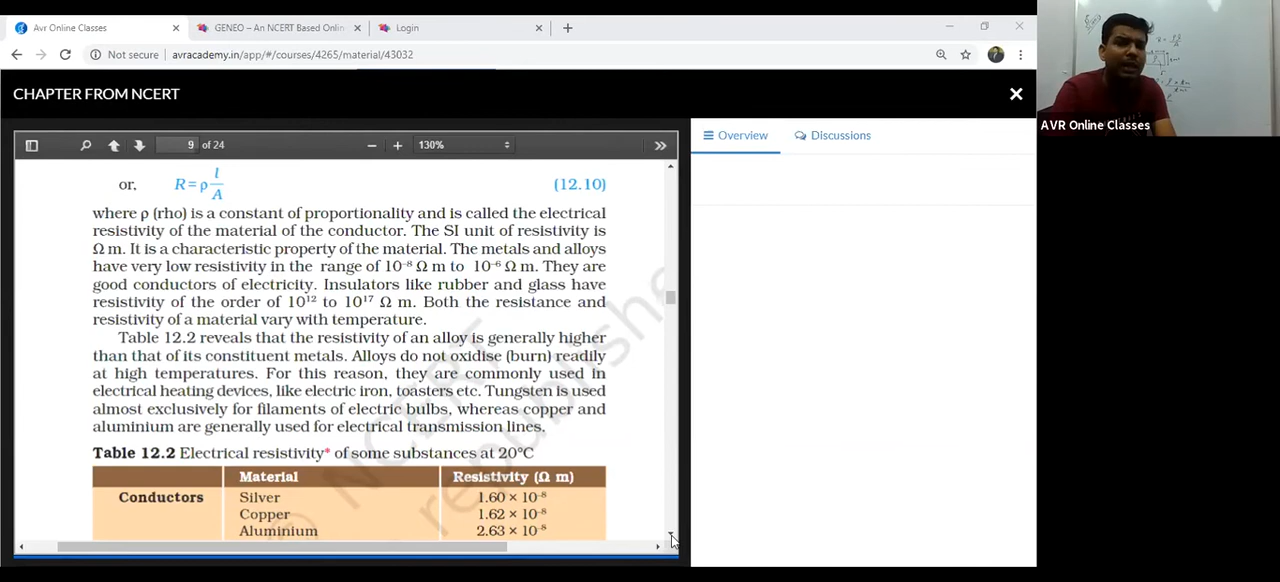 Avr Online Classes
GENEO – An NCERT Based Onlin
Login
Not secure
avracademy.in/app/#/courses/4265/material/43032
CHAPTER FROM NCERT
AVR Online Classes
Overview
Discussions
9 of 24
130%
or, R = ρ l/A (12.10)
where ρ (rho) is a constant of proportionality and is called the electrical
resistivity of the material of the conductor. The SI unit of resistivity is
Ω m. It is a characteristic property of the material. The metals and alloys
have very low resistivity in the range of 10⁻⁸ Ω m to 10⁻⁶ Ω m. They are
good conductors of electricity. Insulators like rubber and glass have
resistivity of the order of 10¹² to 10¹⁷ Ω m. Both the resistance and
resistivity of a material vary with temperature.
Table 12.2 reveals that the resistivity of an alloy is generally higher
than that of its constituent metals. Alloys do not oxidise (burn) readily
at high temperatures. For this reason, they are commonly used in
electrical heating devices, like electric iron, toasters etc. Tungsten is used
almost exclusively for filaments of electric bulbs, whereas copper and
aluminium are generally used for electrical transmission lines.
Table 12.2 Electrical resistivity* of some substances at 20°C
Material Resistivity (Ω m)
Conductors Silver 1.60 × 10⁻⁸
Copper 1.62 × 10⁻⁸
Aluminium 2.63 × 10⁻⁸
© NCERT
republishe